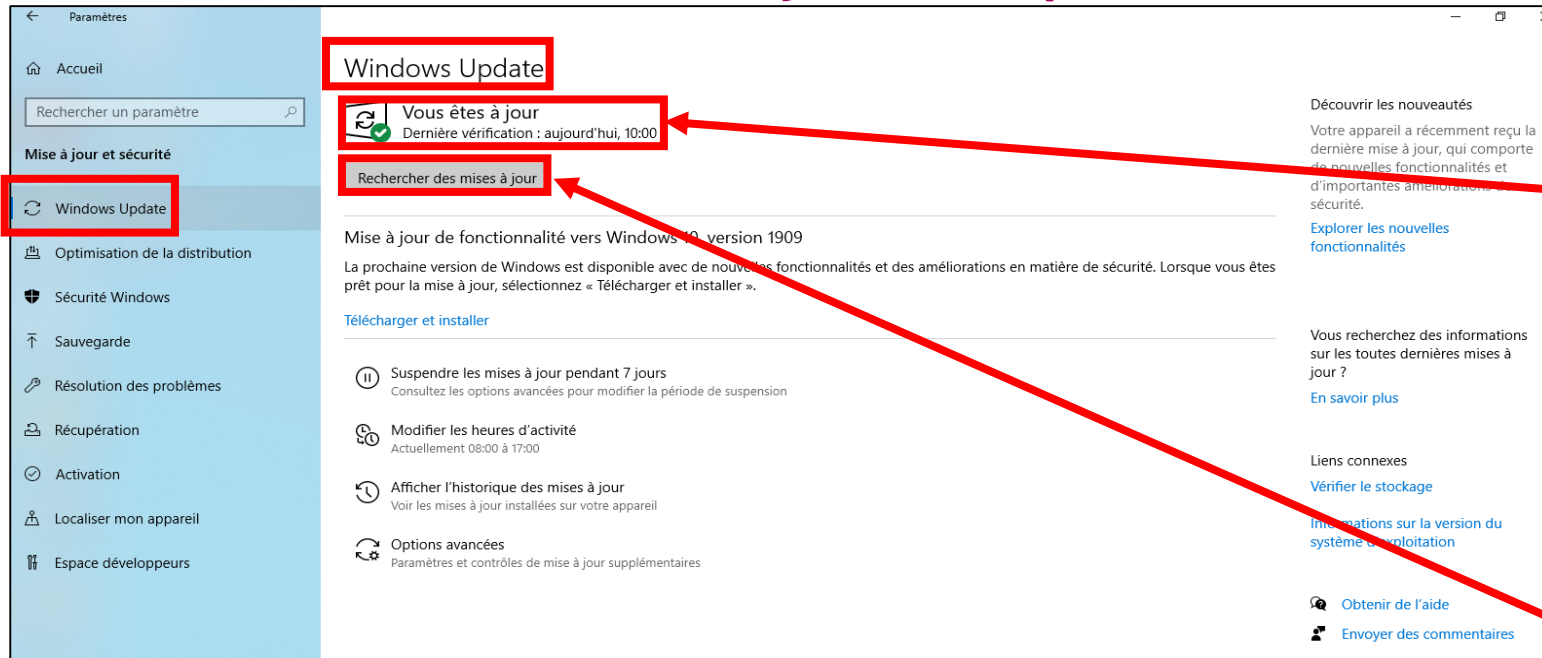 Paramètres
Accueil
Rechercher un paramètre
Mise à jour et sécurité
Windows Update
Optimisation de la distribution
Sécurité Windows
Sauvegarde
Résolution des problèmes
Récupération
Activation
Localiser mon appareil
Espace développeurs
Windows Update
Vous êtes à jour
Dernière vérification : aujourd'hui, 10:00
Rechercher des mises à jour
Mise à jour de fonctionnalité vers Windows 10, version 1909
La prochaine version de Windows est disponible avec de nouvelles fonctionnalités et des améliorations en matière de sécurité. Lorsque vous êtes
prêt pour la mise à jour, sélectionnez « Télécharger et installer ».
Télécharger et installer
Suspendre les mises à jour pendant 7 jours
Consultez les options avancées pour modifier la période de suspension
Modifier les heures d’activité
Actuellement 08:00 à 17:00
Afficher l’historique des mises à jour
Voir les mises à jour installées sur votre appareil
Options avancées
Paramètres et contrôles de mise à jour supplémentaires
Découvrir les nouveautés
Votre appareil a récemment reçu la
dernière mise à jour, qui comporte
de nouvelles fonctionnalités et
d’importantes améliorations de
sécurité.
Explorer les nouvelles
fonctionnalités
Vous recherchez des informations
sur les toutes dernières mises à
jour ?
En savoir plus
Liens connexes
Vérifier le stockage
Informations sur la version du
système d’exploitation
Obtenir de l’aide
Envoyer des commentaires